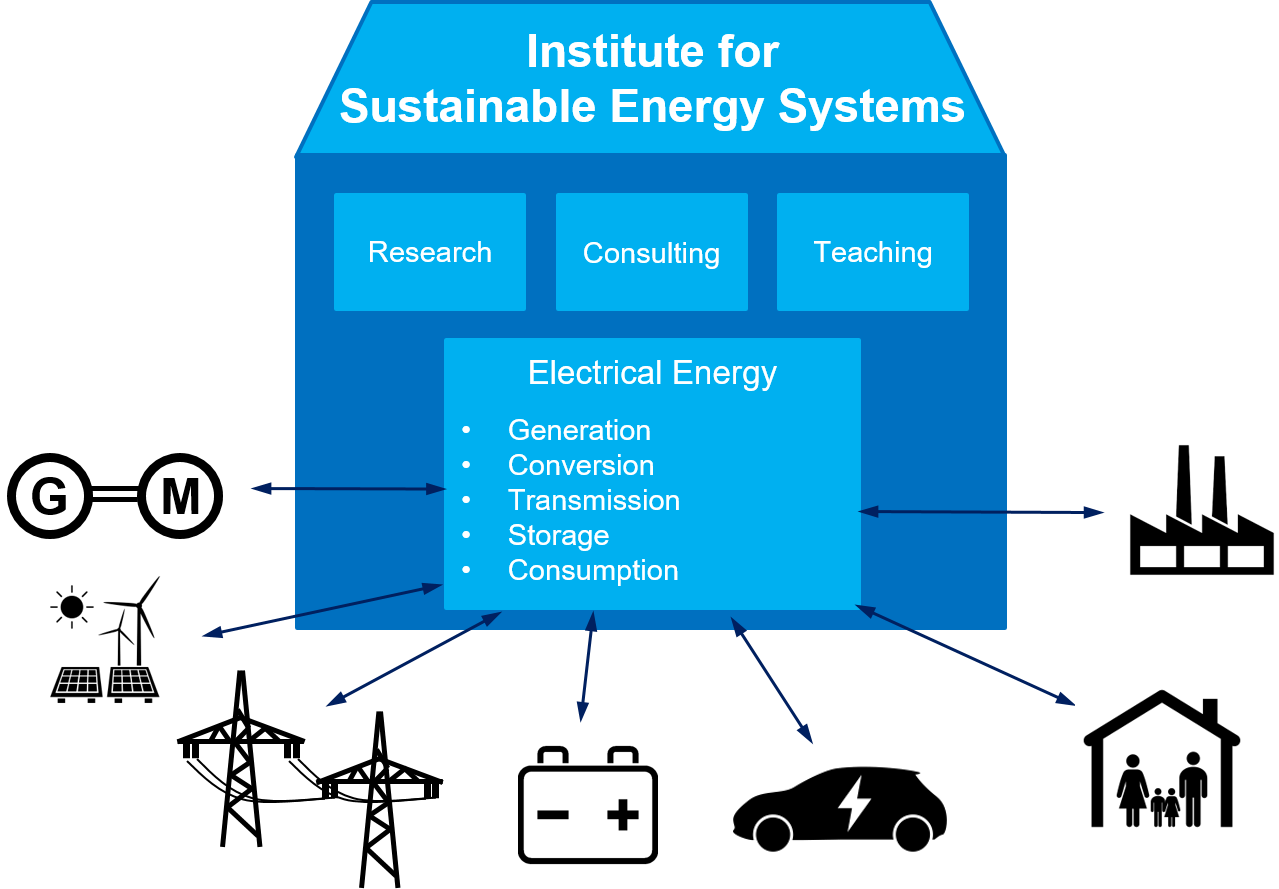 Institute for
Sustainable Energy Systems
Research
Consulting
Teaching
Electrical Energy
• Generation
• Conversion
• Transmission
• Storage
• Consumption
G M